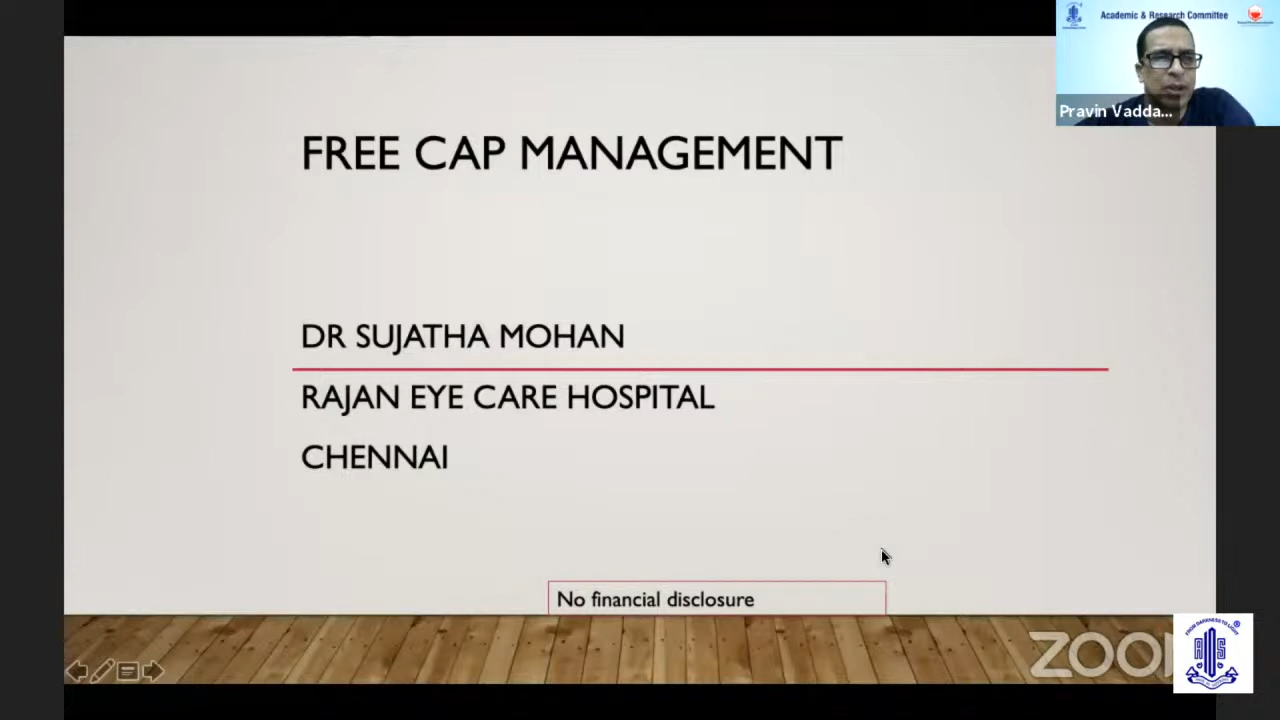 Academic & Research Committee
Pravin Vadda...
FREE CAP MANAGEMENT
DR SUJATHA MOHAN
RAJAN EYE CARE HOSPITAL
CHENNAI
No financial disclosure
ZOO